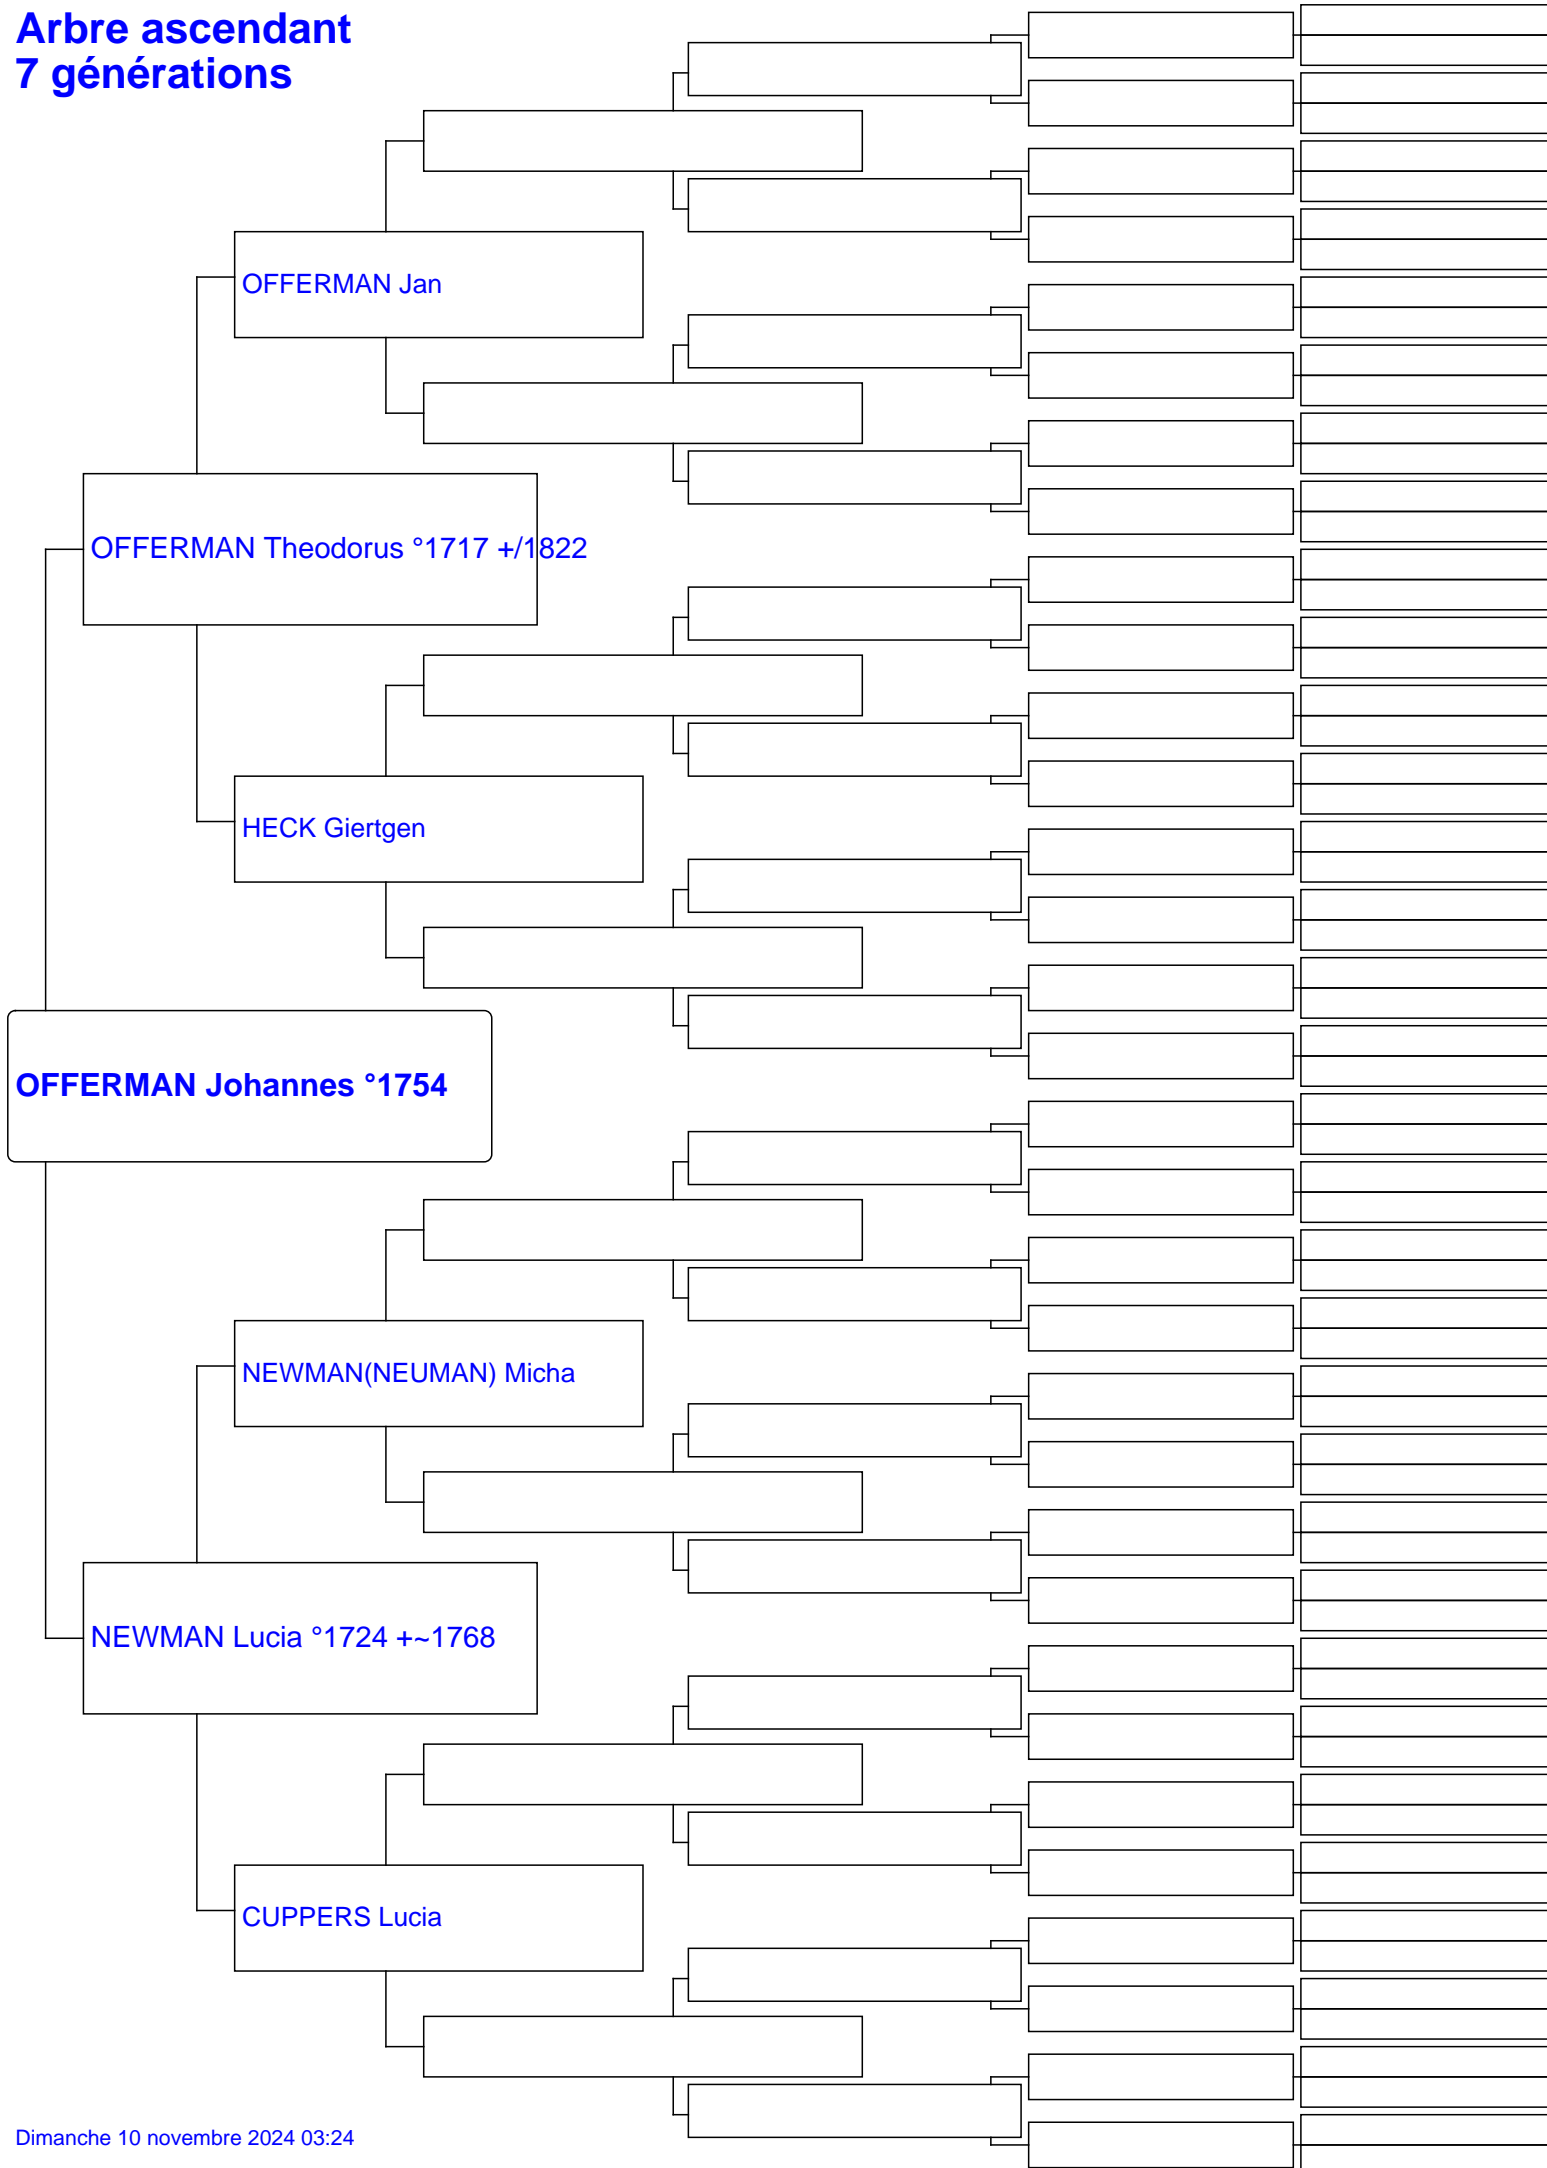 Arbre ascendant
7 générations
OFFERMAN Jan
OFFERMAN Theodorus °1717 +/1822
HECK Giertgen
OFFERMAN Johannes °1754
NEWMAN(NEUMAN) Micha
NEWMAN Lucia °1724 +~1768
CUPPERS Lucia
Dimanche 10 novembre 2024 03:24